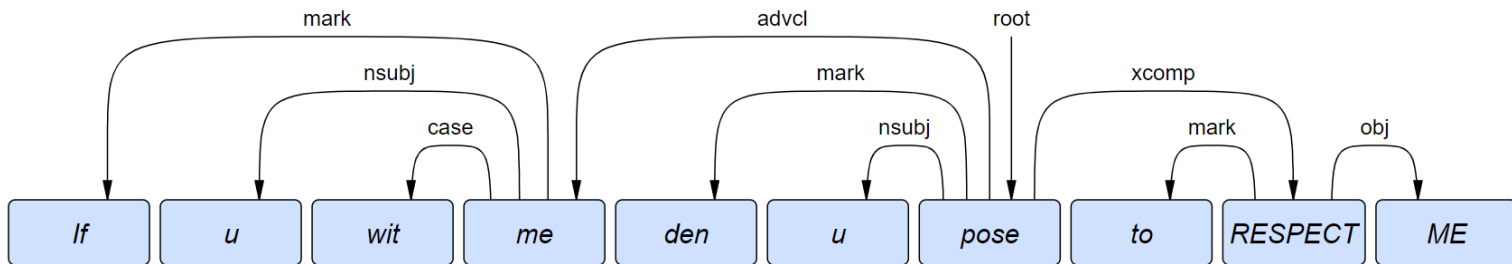 mark advcl root
nsubj mark xcomp
case nsubj mark obj
If u wit me den u pose to RESPECT ME